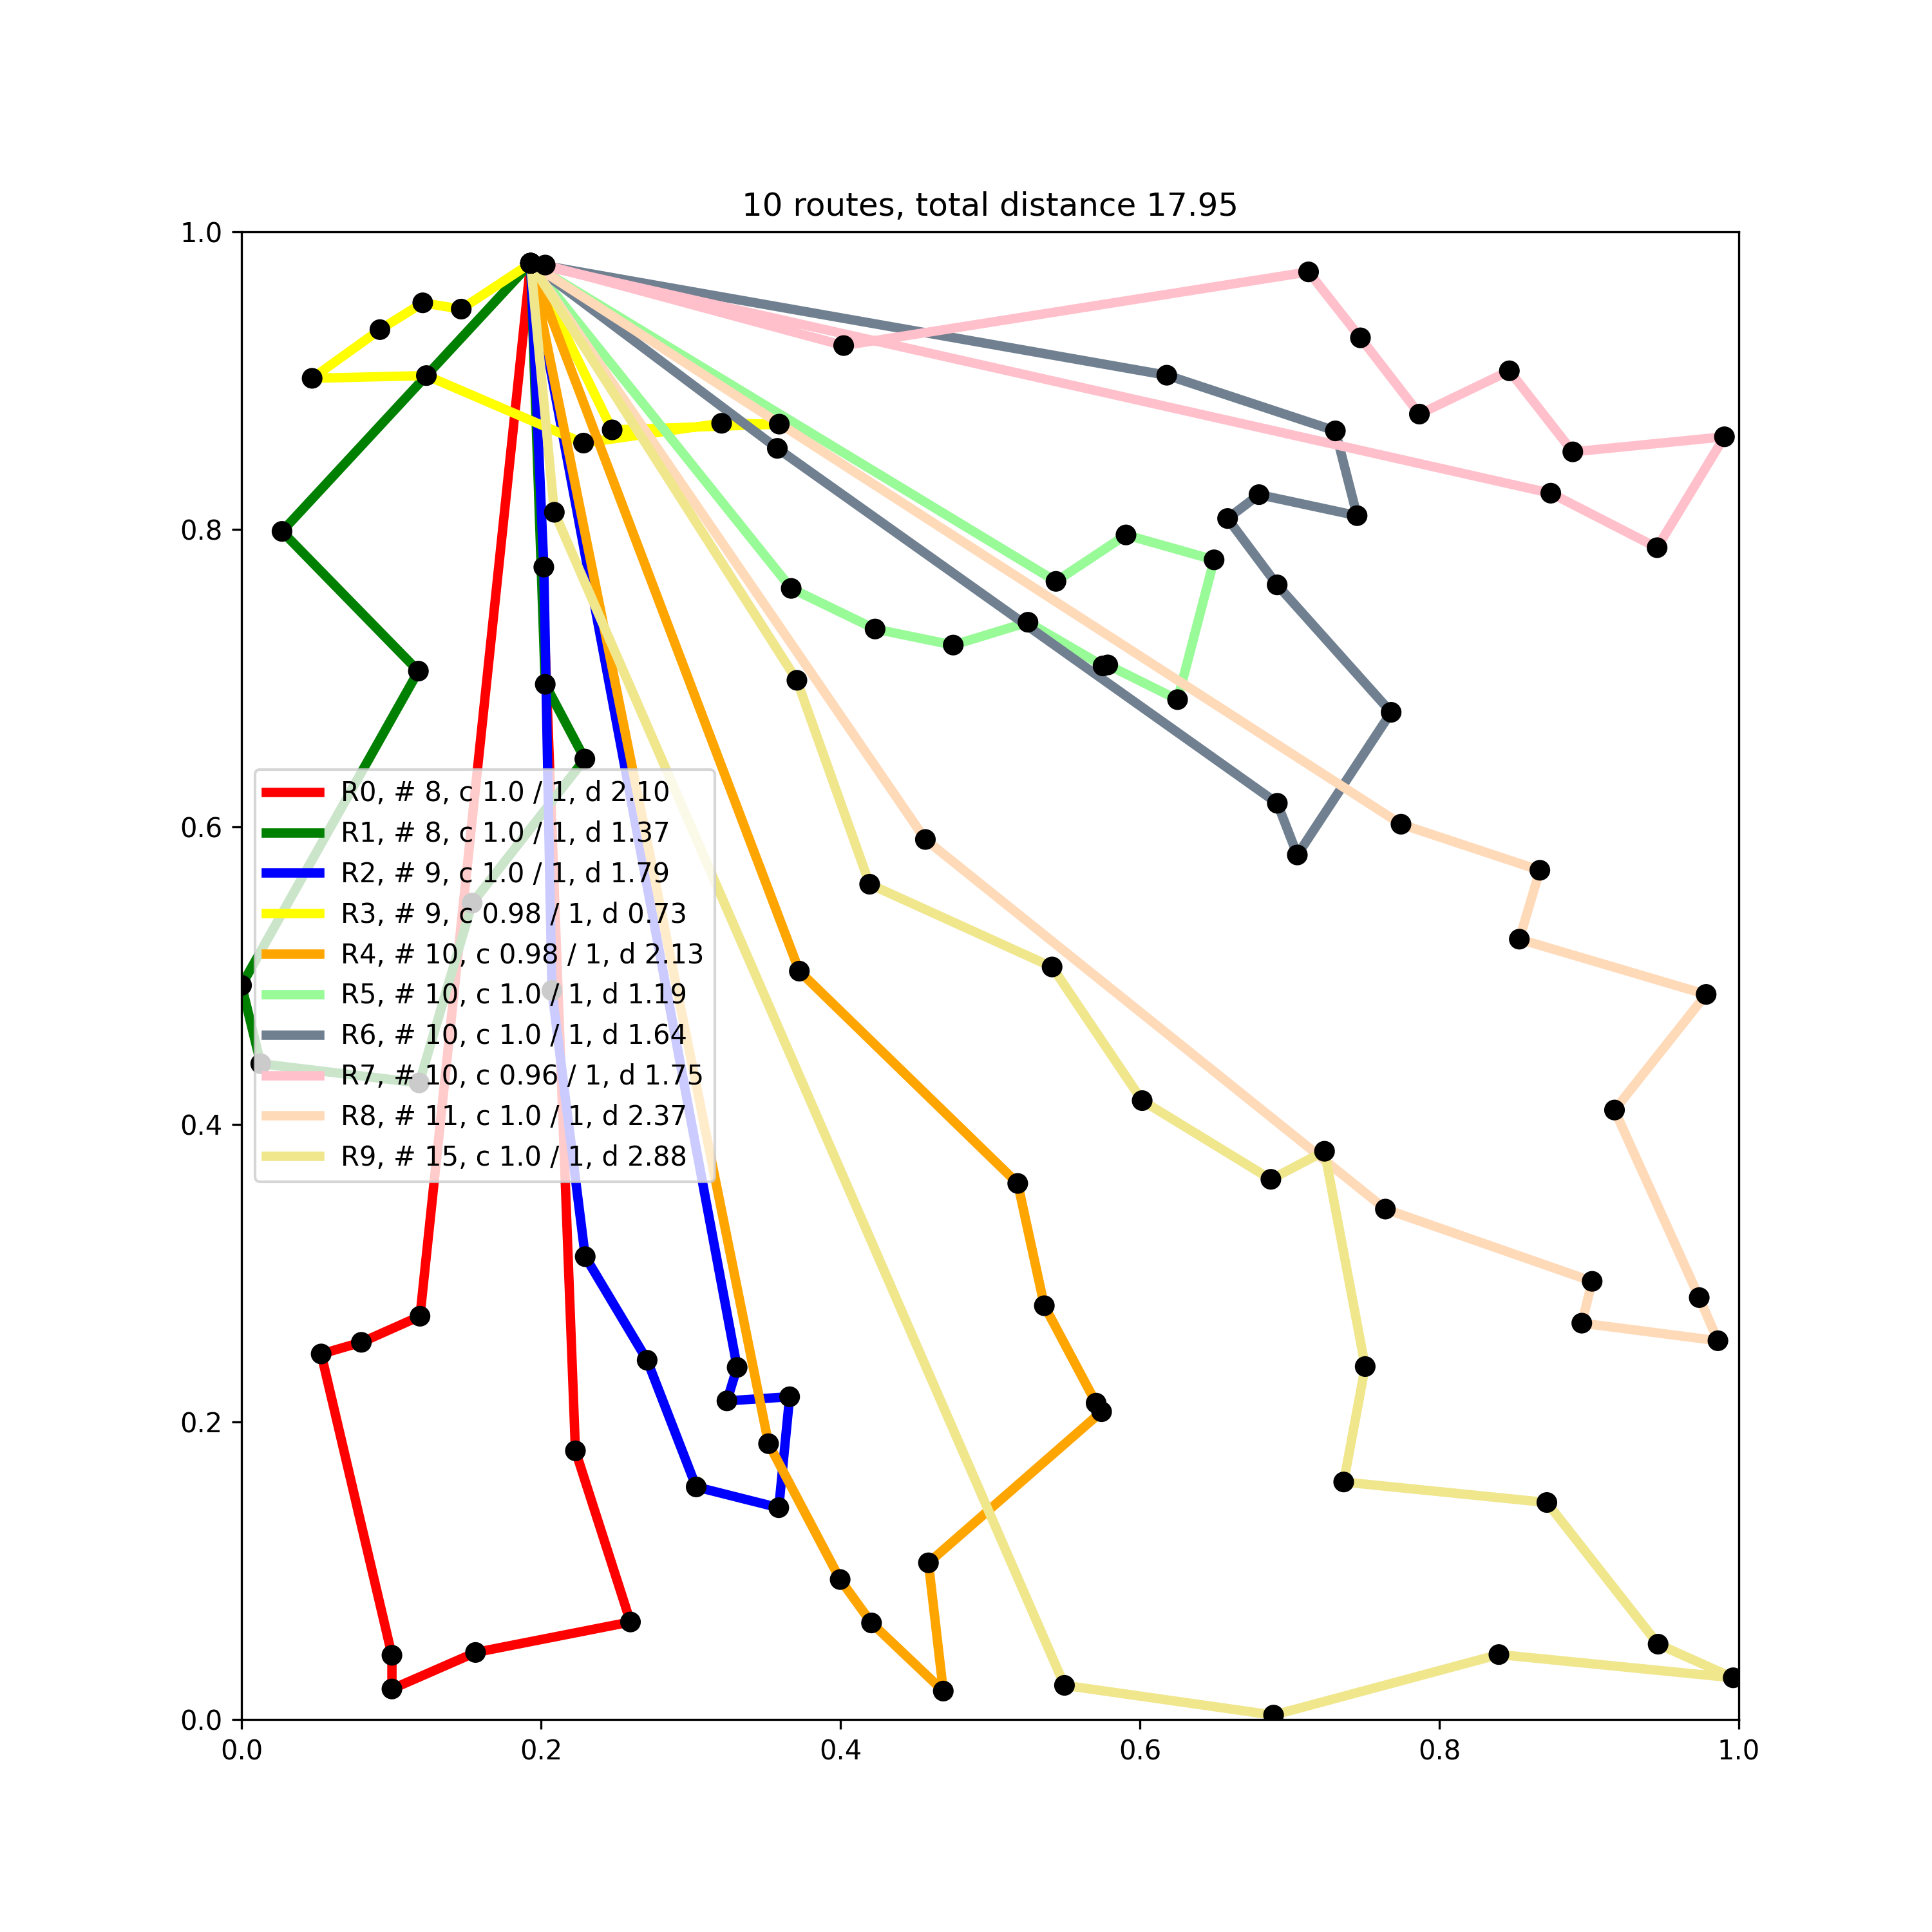 10 routes, total distance 17.95
1.0
0.8
0.6
0.4
0.2
0.0
R0, # 8, c 1.0 / 1, d 2.10
R1, # 8, c 1.0 / 1, d 1.37
R2, # 9, c 1.0 / 1, d 1.79
R3, # 9, c 0.98 / 1, d 0.73
R4, # 10, c 0.98 / 1, d 2.13
R5, # 10, c 1.0 / 1, d 1.19
R6, # 10, c 1.0 / 1, d 1.64
R7, # 10, c 0.96 / 1, d 1.75
R8, # 11, c 1.0 / 1, d 2.37
R9, # 15, c 1.0 / 1, d 2.88
0.0 0.2 0.4 0.6 0.8 1.0